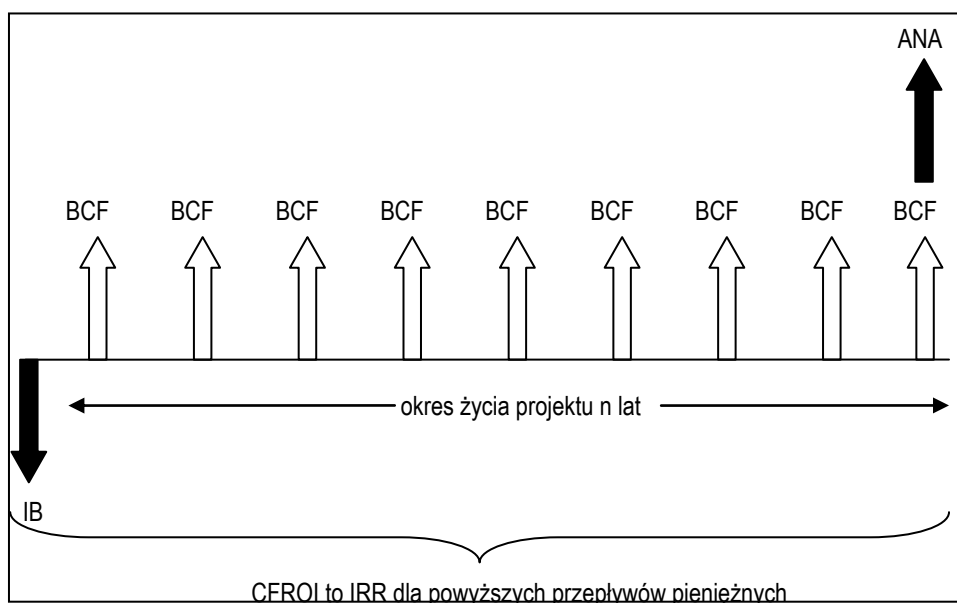 ANA
BCF BCF BCF BCF BCF BCF BCF BCF BCF
okres życia projektu n lat
IB
CFROI to IRR dla powyższych przepływów pieniężnych